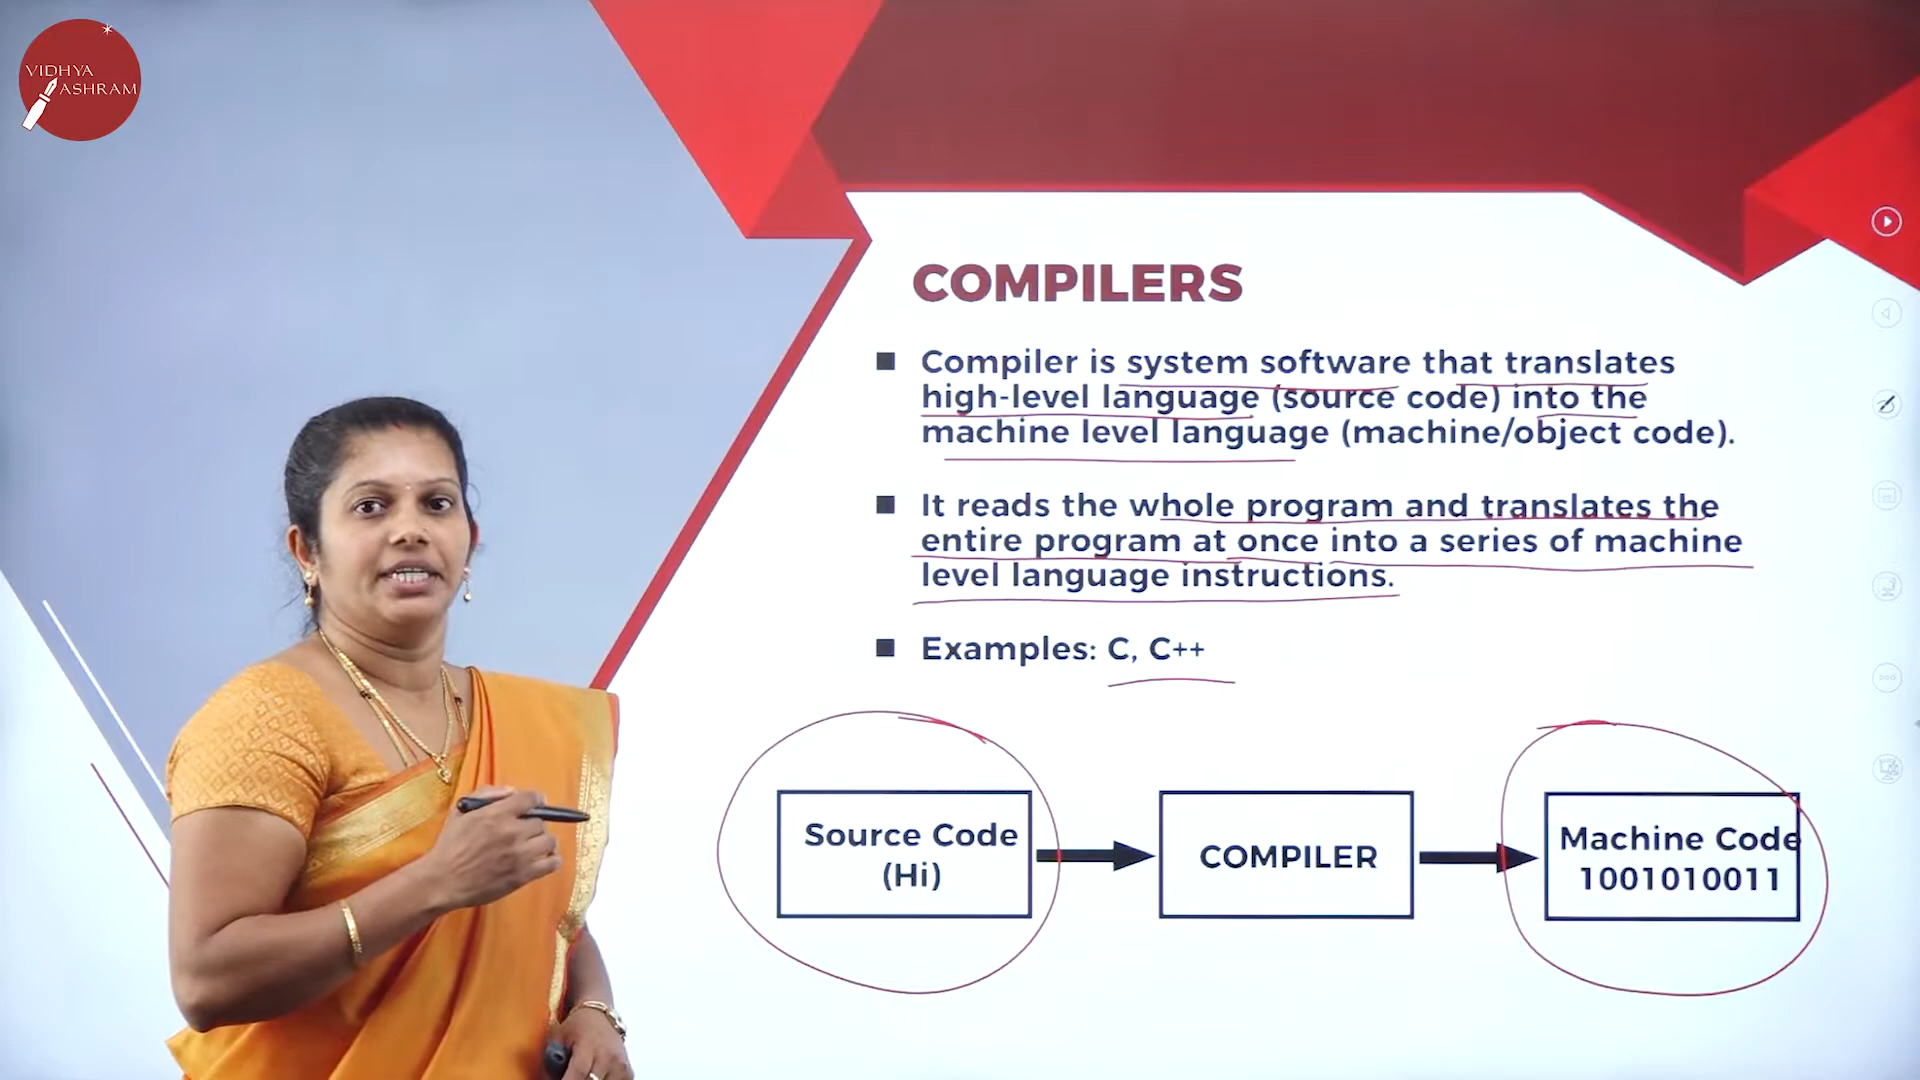 VIDHYA
ASHRAM
COMPILERS
Compiler is system software that translates
high-level language (source code) into the
machine level language (machine/object code).
It reads the whole program and translates the
entire program at once into a series of machine
level language instructions.
Examples: C, C++
Source Code
(Hi)
COMPILER
Machine Code
1001010011